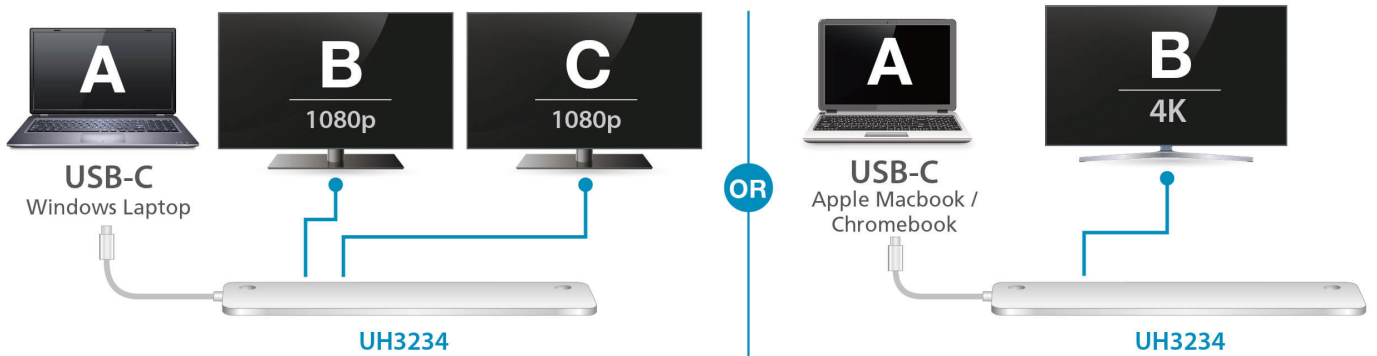 A
B
1080p
C
1080p
USB-C
Windows Laptop
UH3234
OR
A
B
4K
USB-C
Apple Macbook /
Chromebook
UH3234